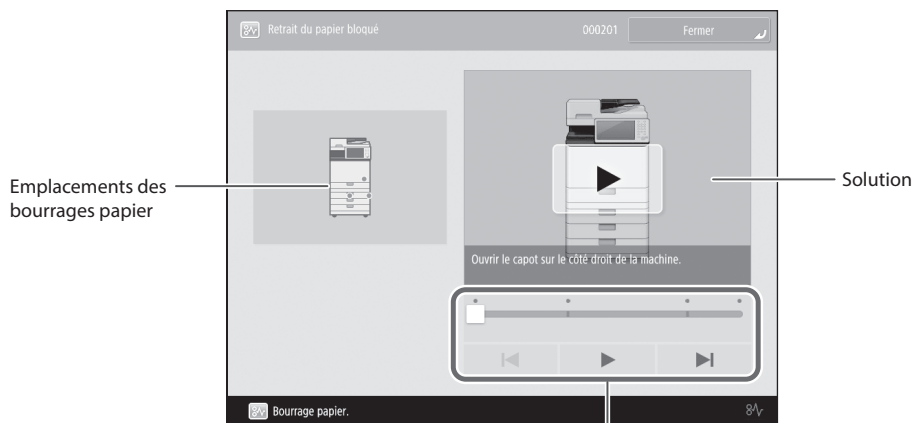 Retrait du papier bloqué
000201
Fermer
Emplacements des
bourrages papier
Solution
Ouvrir le capot sur le côté droit de la machine.
Bourrage papier.